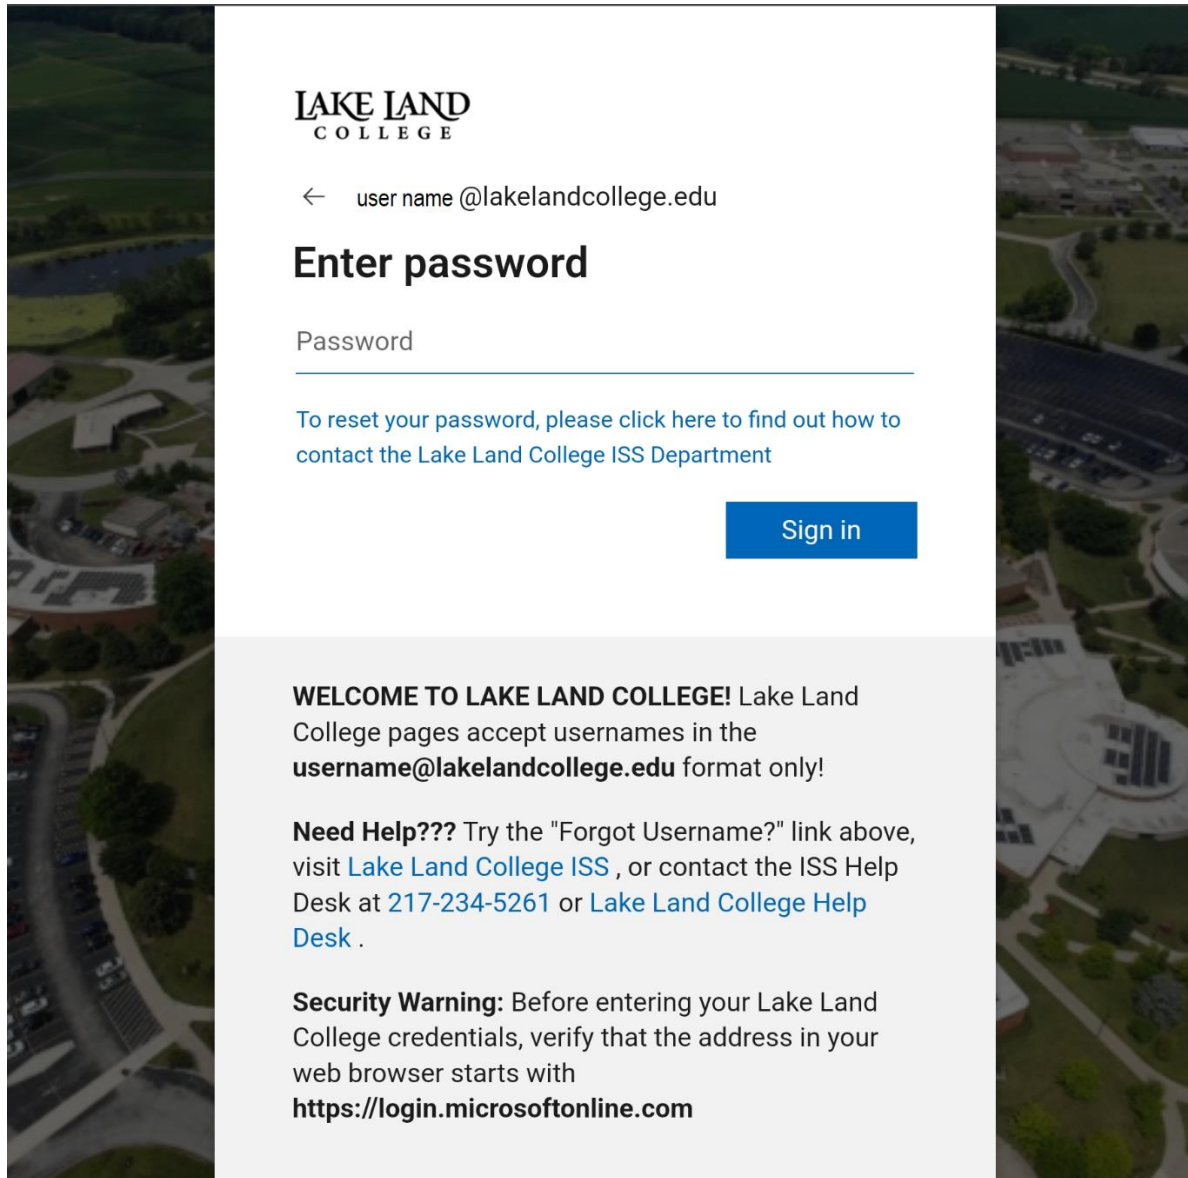 LAKE LAND
COLLEGE
← user name @lakelandcollege.edu
Enter password
Password
To reset your password, please click here to find out how to
contact the Lake Land College ISS Department
Sign in
WELCOME TO LAKE LAND COLLEGE! Lake Land
College pages accept usernames in the
username@lakelandcollege.edu format only!
Need Help??? Try the "Forgot Username?" link above,
visit Lake Land College ISS , or contact the ISS Help
Desk at 217-234-5261 or Lake Land College Help
Desk .
Security Warning: Before entering your Lake Land
College credentials, verify that the address in your
web browser starts with
https://login.microsoftonline.com